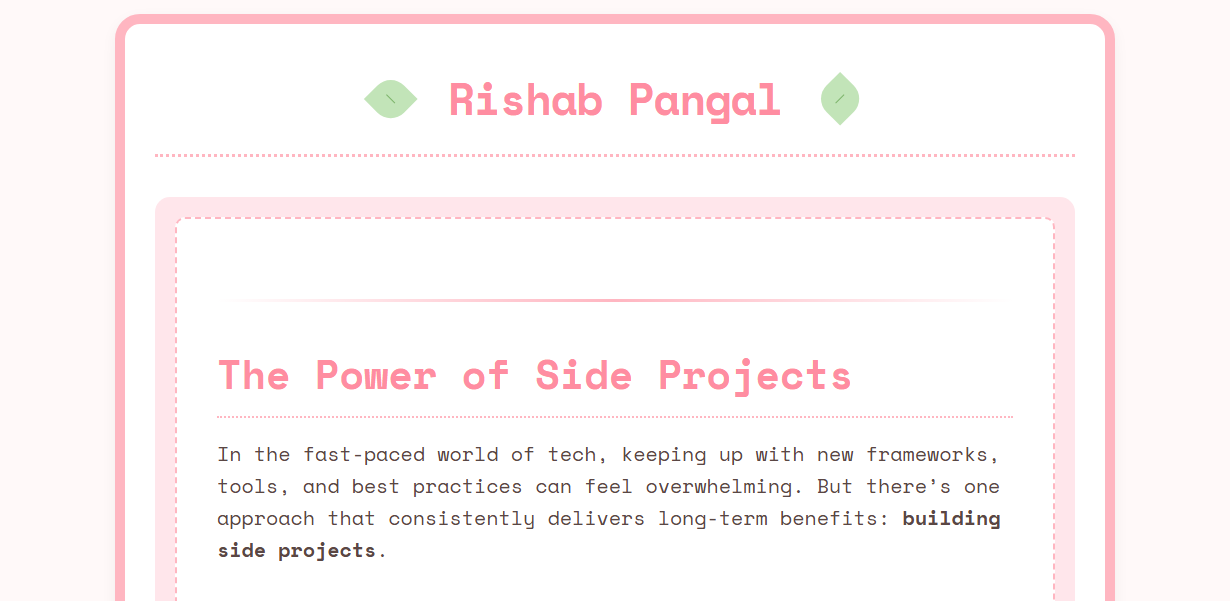 Rishab Pangal
The Power of Side Projects
In the fast-paced world of tech, keeping up with new frameworks,
tools, and best practices can feel overwhelming. But there’s one
approach that consistently delivers long-term benefits: building
side projects.